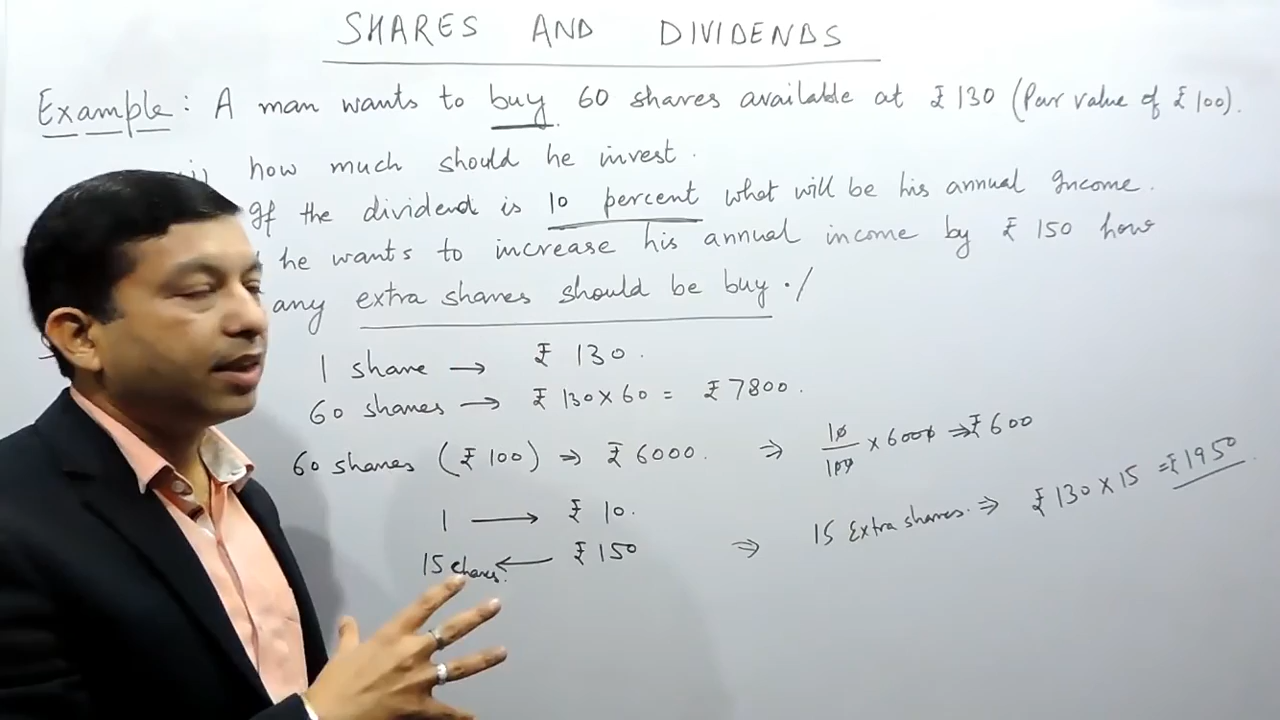 SHARES AND DIVIDENDS
Example: A man wants to buy 60 shares available at ₹ 130 (Par value of ₹ 100).
how much should he invest.
If the dividend is 10 percent what will be his annual Income.
he wants to increase his annual income by ₹ 150 how
any extra shares should be buy ./
1 share → ₹ 130.
60 shares → ₹ 130 × 60 = ₹ 7800.
60 shares (₹ 100) ⇒ ₹ 6000. ⇒ 10/100 × 6000 ⇒ ₹ 600
1 → ₹ 10.
15 shares. ← ₹ 150 ⇒ 15 Extra shares. ⇒ ₹ 130 × 15 = ₹ 1950